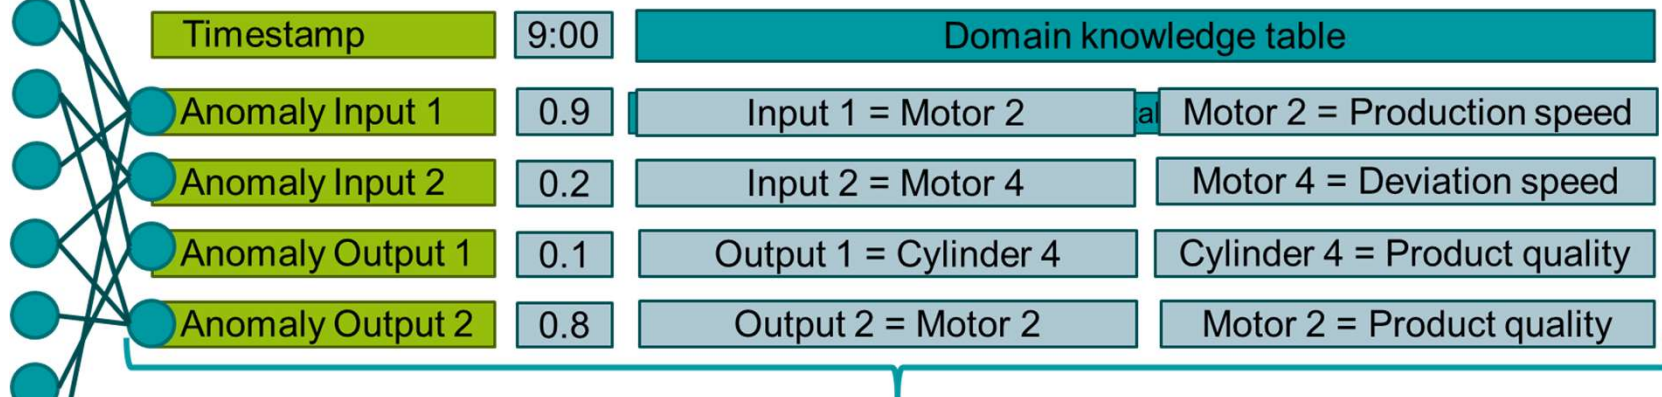 Timestamp 9:00 Domain knowledge table
Anomaly Input 1 0.9 Input 1 = Motor 2 Motor 2 = Production speed
Anomaly Input 2 0.2 Input 2 = Motor 4 Motor 4 = Deviation speed
Anomaly Output 1 0.1 Output 1 = Cylinder 4 Cylinder 4 = Product quality
Anomaly Output 2 0.8 Output 2 = Motor 2 Motor 2 = Product quality